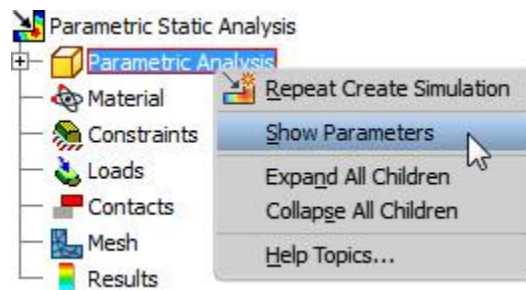 Parametric Static Analysis
Parametric Analysis
Material
Constraints
Loads
Contacts
Mesh
Results
Repeat Create Simulation
Show Parameters
Expand All Children
Collapse All Children
Help Topics...